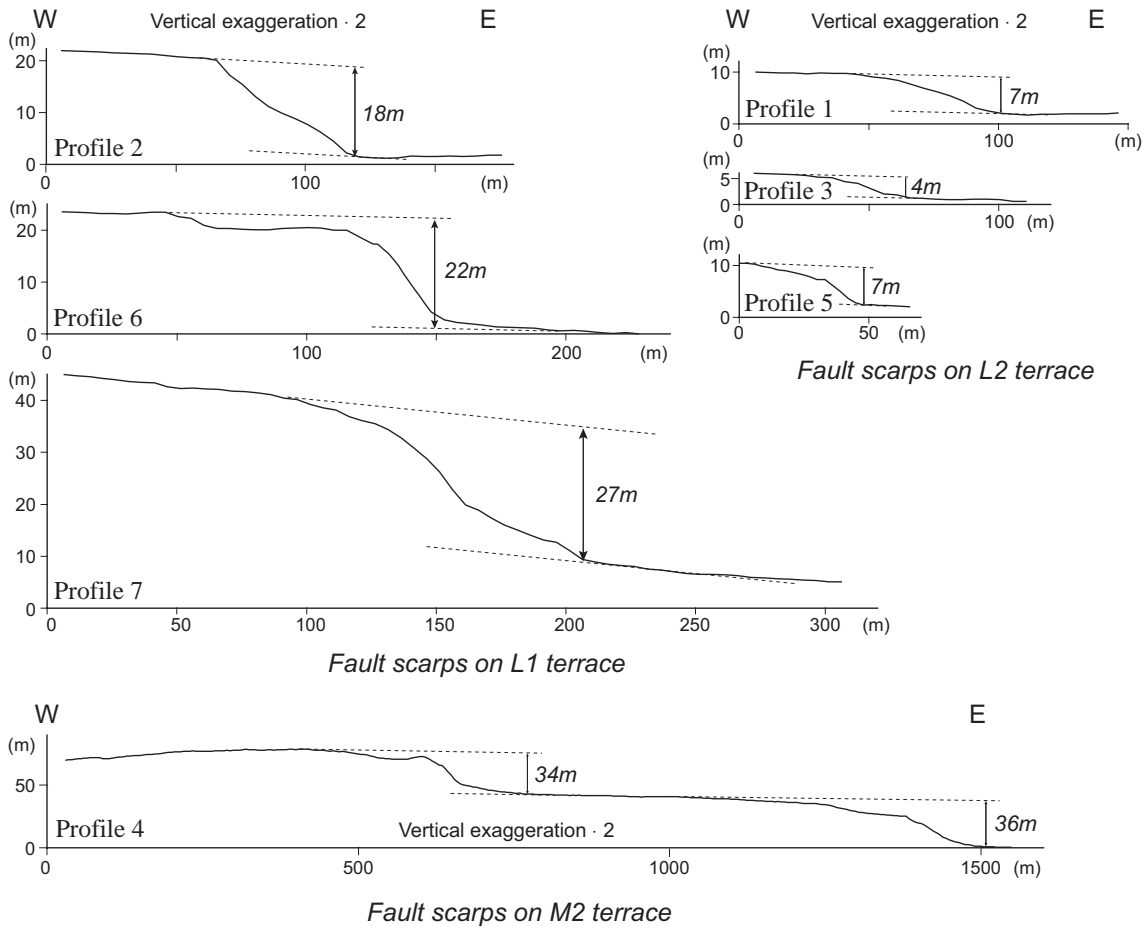 W
Vertical exaggeration · 2
E
(m)
20
10
0
18m
Profile 2
0
100
(m)
(m)
20
10
0
22m
Profile 6
0
100
200
(m)
(m)
40
30
20
10
0
27m
Profile 7
0
50
100
150
200
250
300
(m)
Fault scarps on L1 terrace
W
Vertical exaggeration · 2
E
(m)
10
0
7m
Profile 1
0
100
(m)
(m)
5
0
4m
Profile 3
0
100
(m)
(m)
10
0
7m
Profile 5
0
50
(m)
Fault scarps on L2 terrace
W
E
(m)
50
0
34m
36m
Profile 4
Vertical exaggeration · 2
0
500
1000
1500
(m)
Fault scarps on M2 terrace